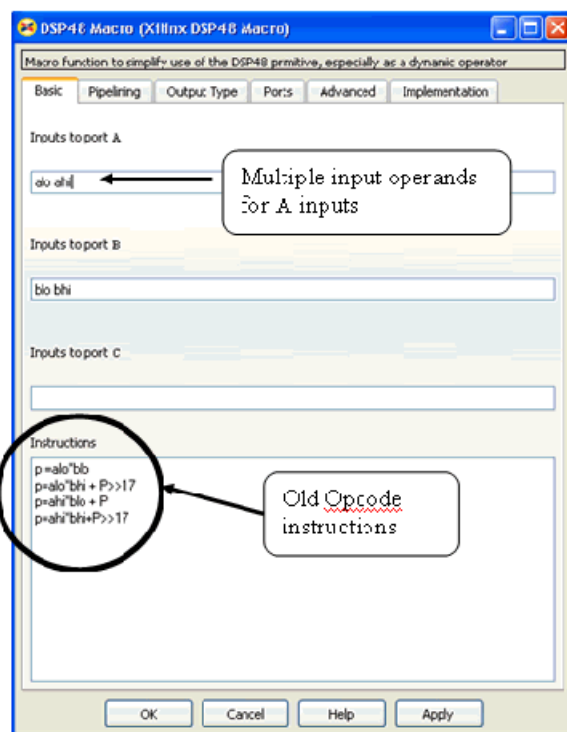 DSP48 Macro (Xilinx DSP48 Macro)
Macro function to simplify use of the DSP48 prmitive, especially as a dynamic operator
Basic Pipelining Output Type Ports Advanced Implementation
Inputs to port A
alo ahi
Multiple input operands
for A inputs
Inputs to port B
blo bhi
Inputs to port C
Instructions
p=alo*blo
p=alo*bhi + P>>17
p=ahi*blo + P
p=ahi*bhi+P>>17
Old Opcode
instructions
OK Cancel Help Apply